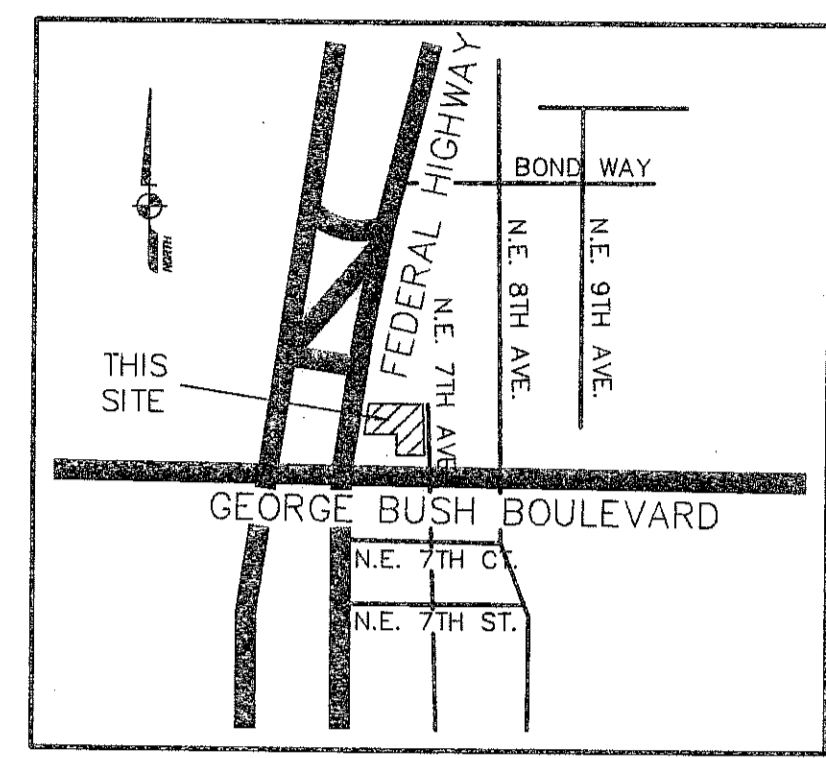 FEDERAL HIGHWAY
BOND WAY
NORTH
N.E. 7TH AVE
N.E. 8TH AVE.
N.E. 9TH AVE.
THIS
SITE
GEORGE BUSH BOULEVARD
N.E. 7TH CT.
N.E. 7TH ST.